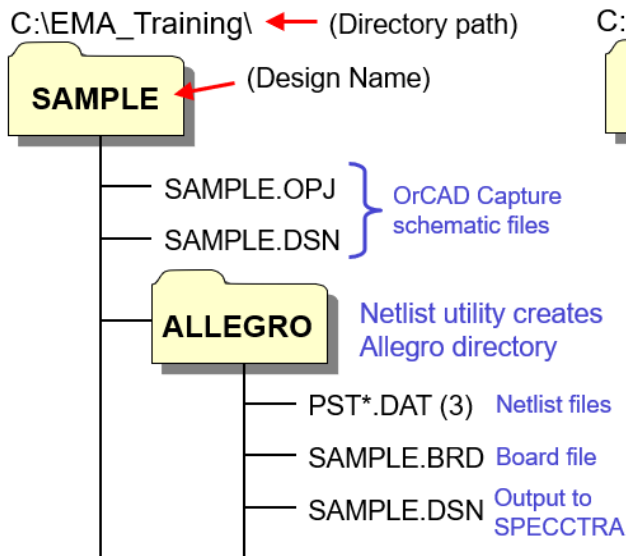 C:\EMA_Training\ (Directory path) C:
SAMPLE (Design Name)
SAMPLE.OPJ
SAMPLE.DSN
OrCAD Capture
schematic files
ALLEGRO
Netlist utility creates
Allegro directory
PST*.DAT (3) Netlist files
SAMPLE.BRD Board file
SAMPLE.DSN Output to
SPECCTRA